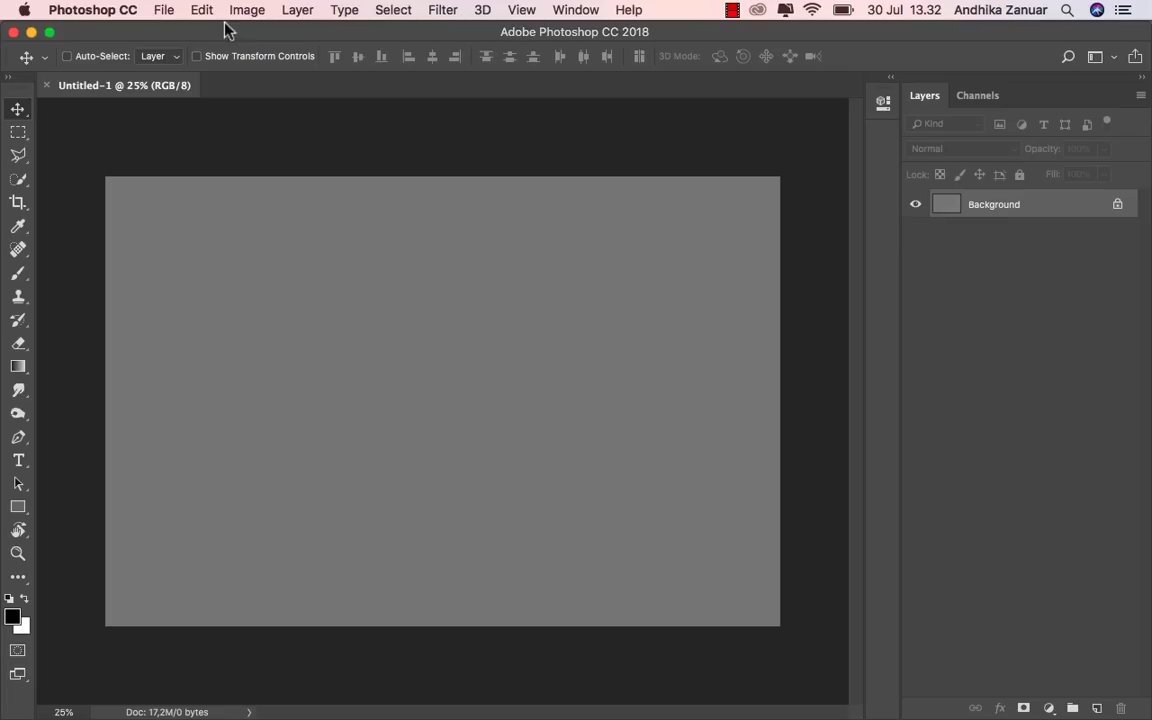 Photoshop CC File Edit Image Layer Type Select Filter 3D View Window Help 30 Jul 13.32 Andhika Zanuar
Adobe Photoshop CC 2018
Auto-Select: Layer Show Transform Controls 3D Mode:
Untitled-1 @ 25% (RGB/8)
Layers Channels
Kind
Normal Opacity: 100%
Lock: Fill: 100%
Background
25% Doc: 17,2M/0 bytes